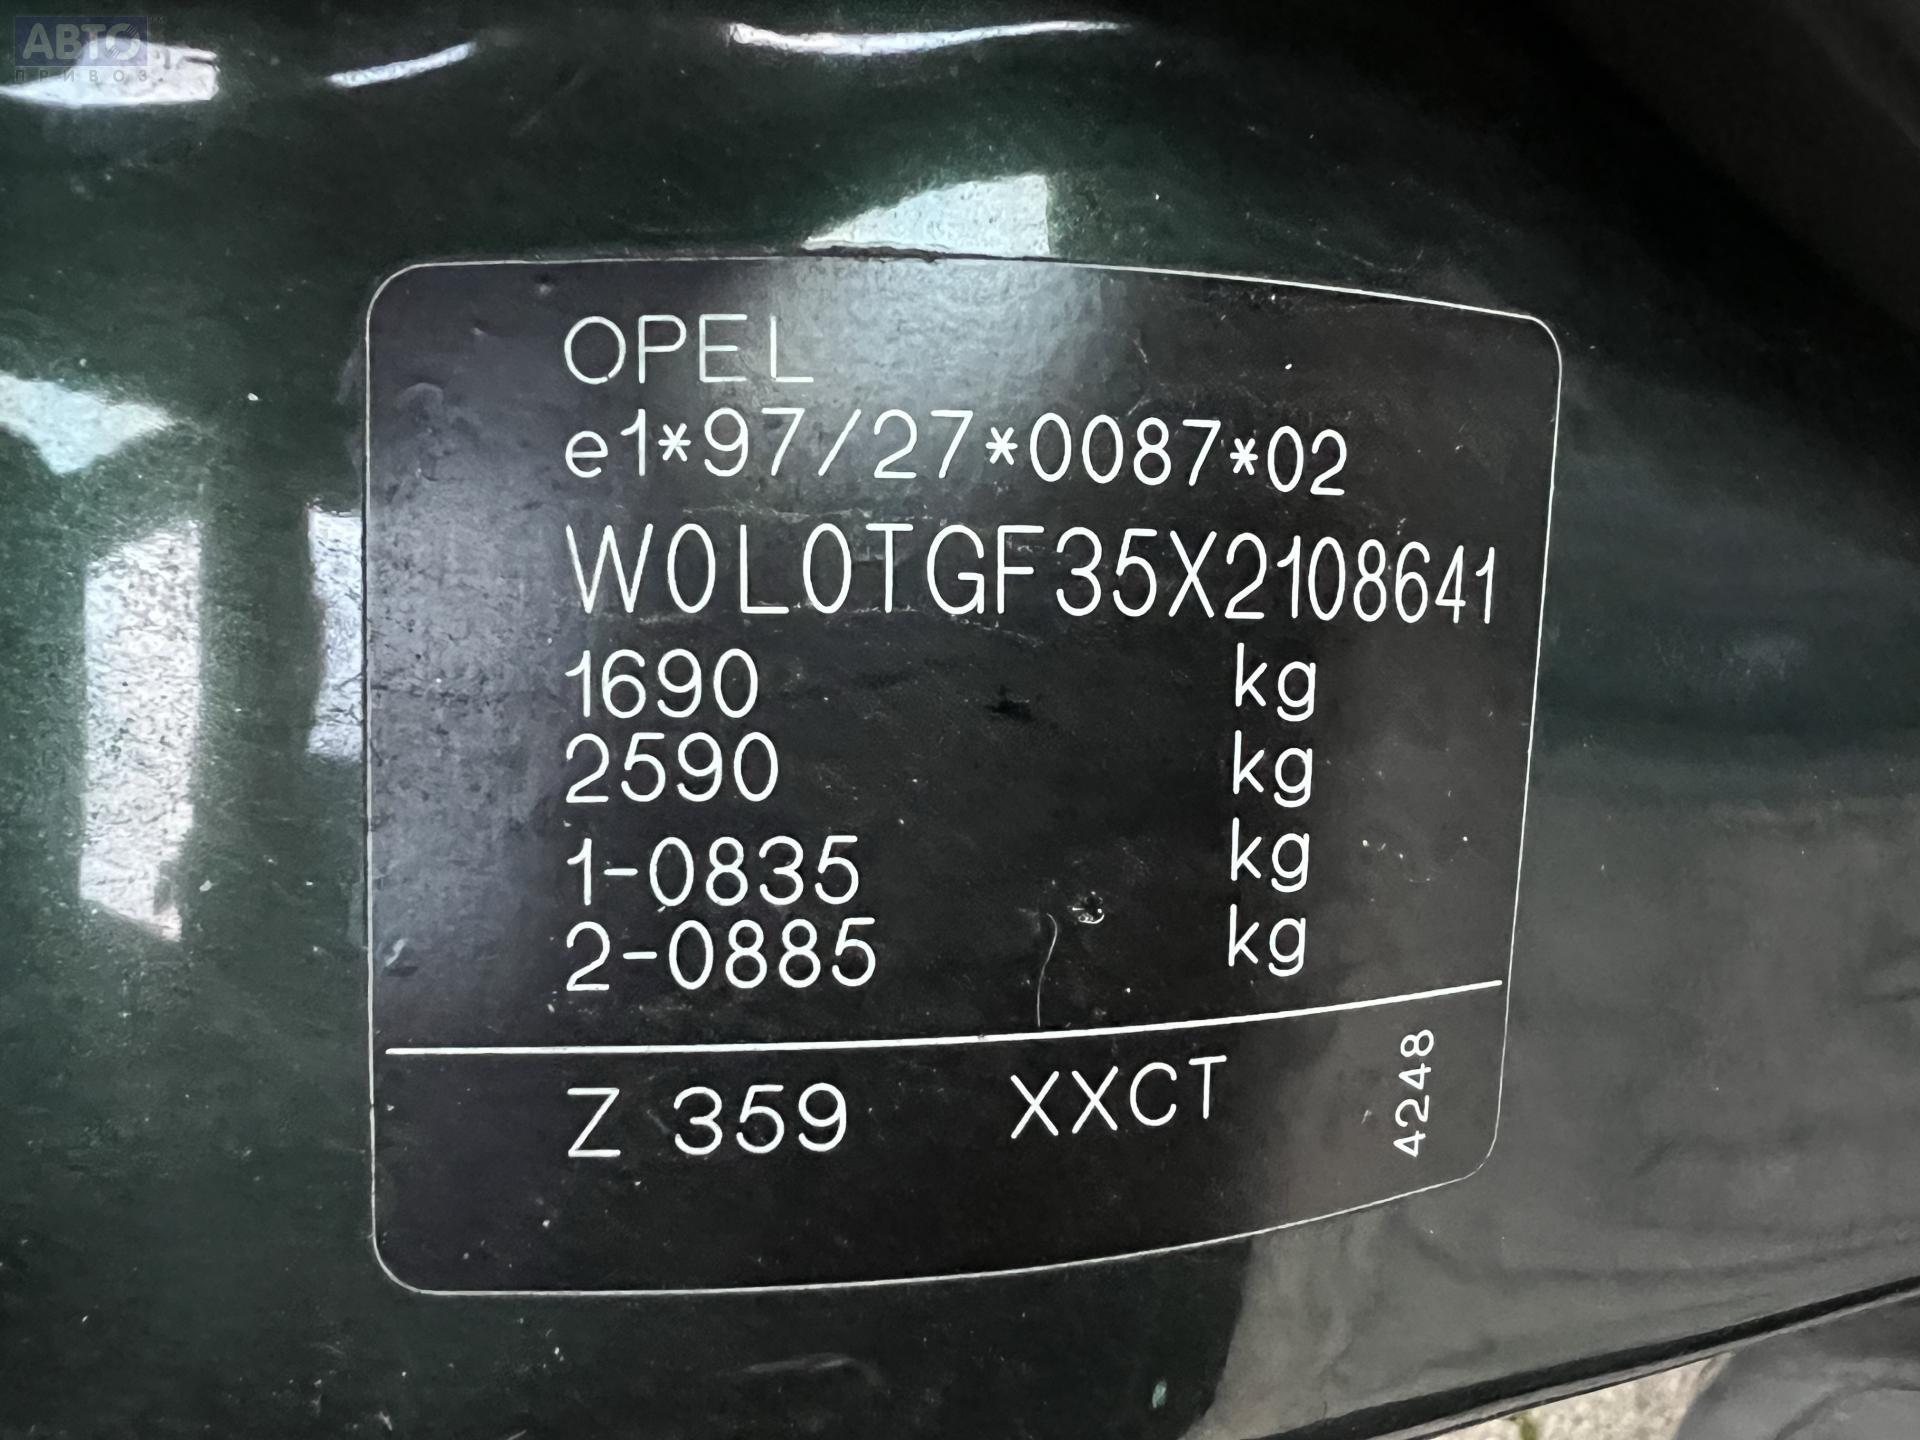 АВТО
ПРИВОЗ
OPEL
e1*97/27*0087*02
W0L0TGF35X2108641
1690 kg
2590 kg
1-0835 kg
2-0885 kg
Z 359 XXCT
4248